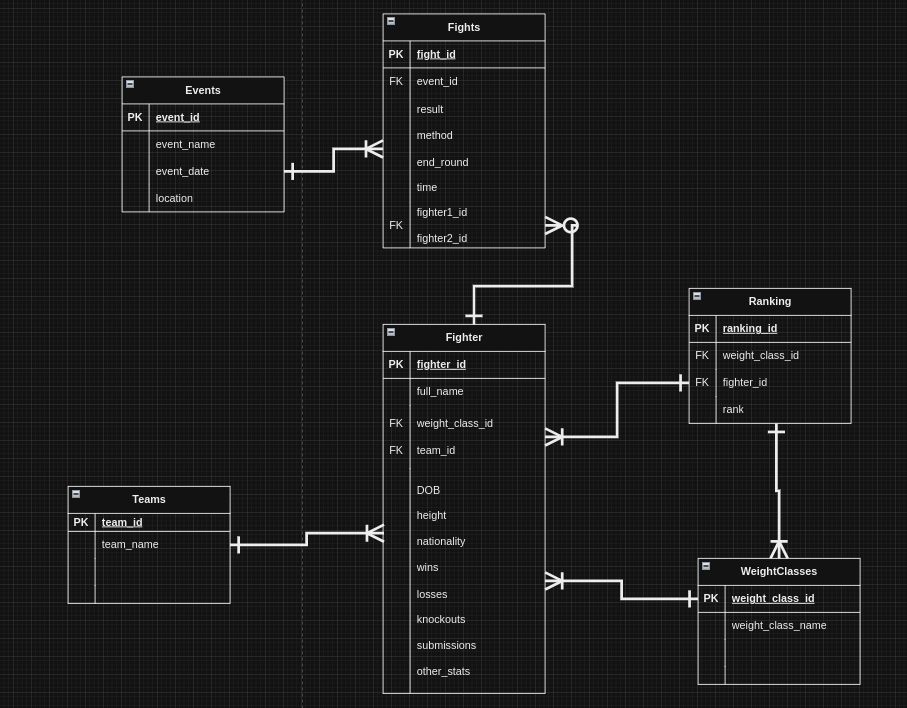 Fights
PK fight_id
FK event_id
result
method
end_round
time
fighter1_id
FK
fighter2_id
Events
PK event_id
event_name
event_date
location
Ranking
PK ranking_id
FK weight_class_id
FK fighter_id
rank
Fighter
PK fighter_id
full_name
FK weight_class_id
FK team_id
DOB
height
nationality
wins
losses
knockouts
submissions
other_stats
Teams
PK team_id
team_name
WeightClasses
PK weight_class_id
weight_class_name